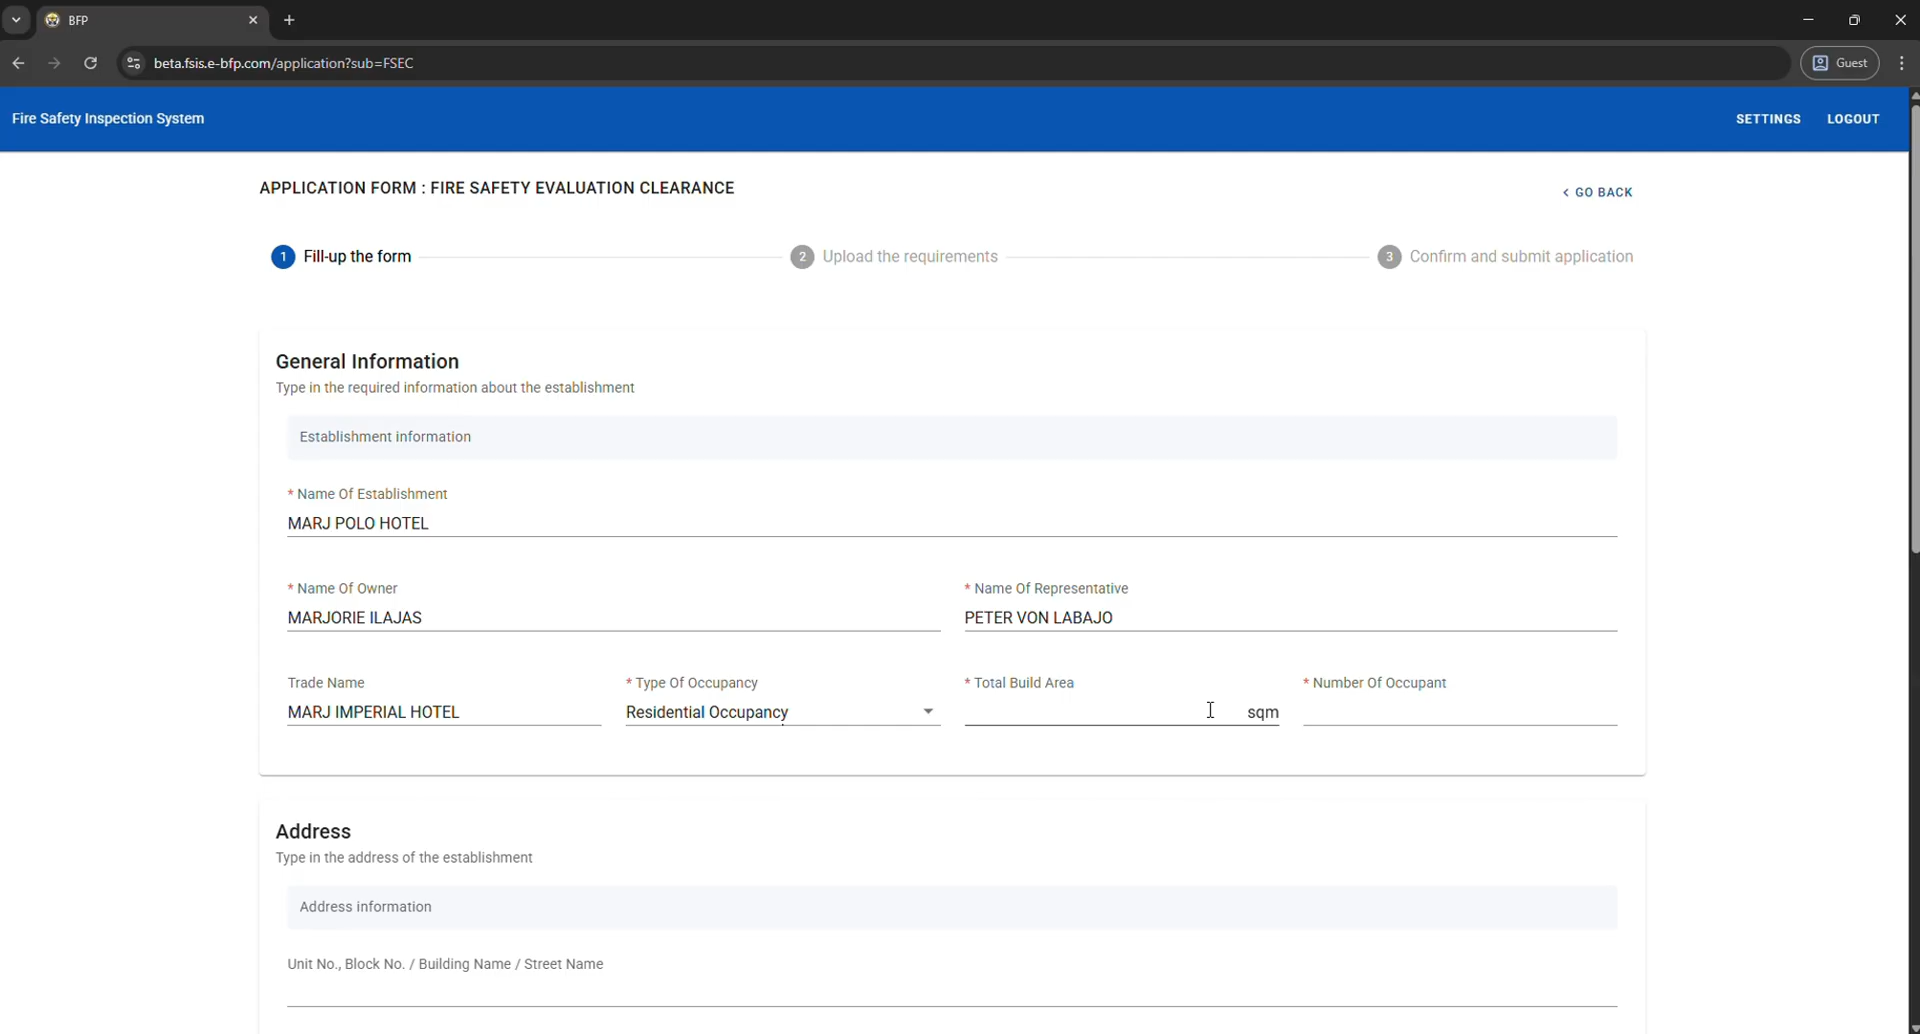 BFP
beta.fsis.e-bfp.com/application?sub=FSEC
Guest
Fire Safety Inspection System
SETTINGS
LOGOUT
APPLICATION FORM : FIRE SAFETY EVALUATION CLEARANCE
< GO BACK
1 Fill-up the form
2 Upload the requirements
3 Confirm and submit application
General Information
Type in the required information about the establishment
Establishment information
* Name Of Establishment
MARJ POLO HOTEL
* Name Of Owner
* Name Of Representative
MARJORIE ILAJAS
PETER VON LABAJO
Trade Name
* Type Of Occupancy
* Total Build Area
* Number Of Occupant
MARJ IMPERIAL HOTEL
Residential Occupancy
sqm
Address
Type in the address of the establishment
Address information
Unit No., Block No. / Building Name / Street Name